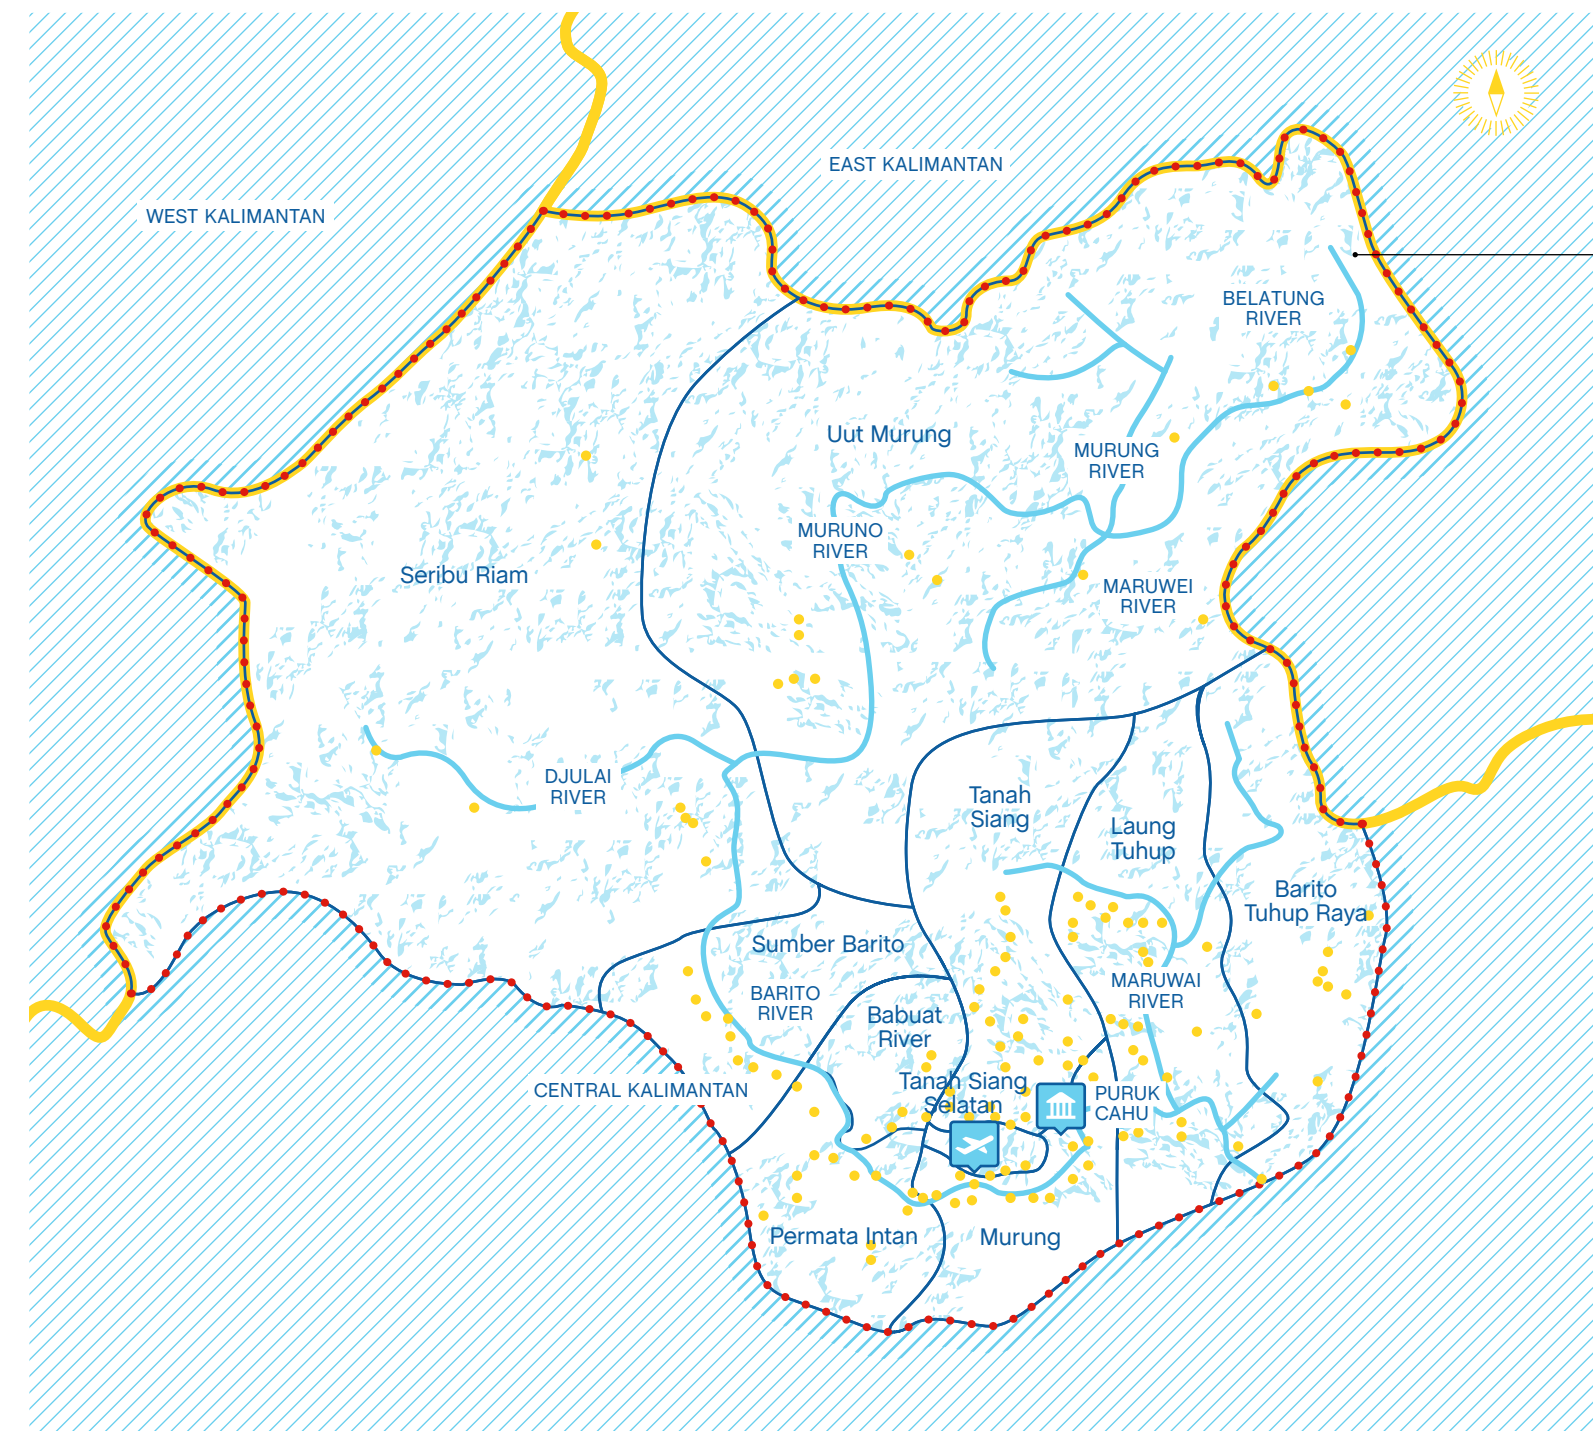 EAST KALIMANTAN
WEST KALIMANTAN
BELATUNG
RIVER
Uut Murung
MURUNG
RIVER
MURUNO
RIVER
Seribu Riam
MARUWEI
RIVER
DJULAI
RIVER
Tanah
Siang
Laung
Tuhup
Barito
Tuhup Raya
Sumber Barito
BARITO
RIVER
MARUWAI
RIVER
Babuat
River
CENTRAL KALIMANTAN
Tanah Siang
Selatan
PURUK
CAHU
Permata Intan
Murung